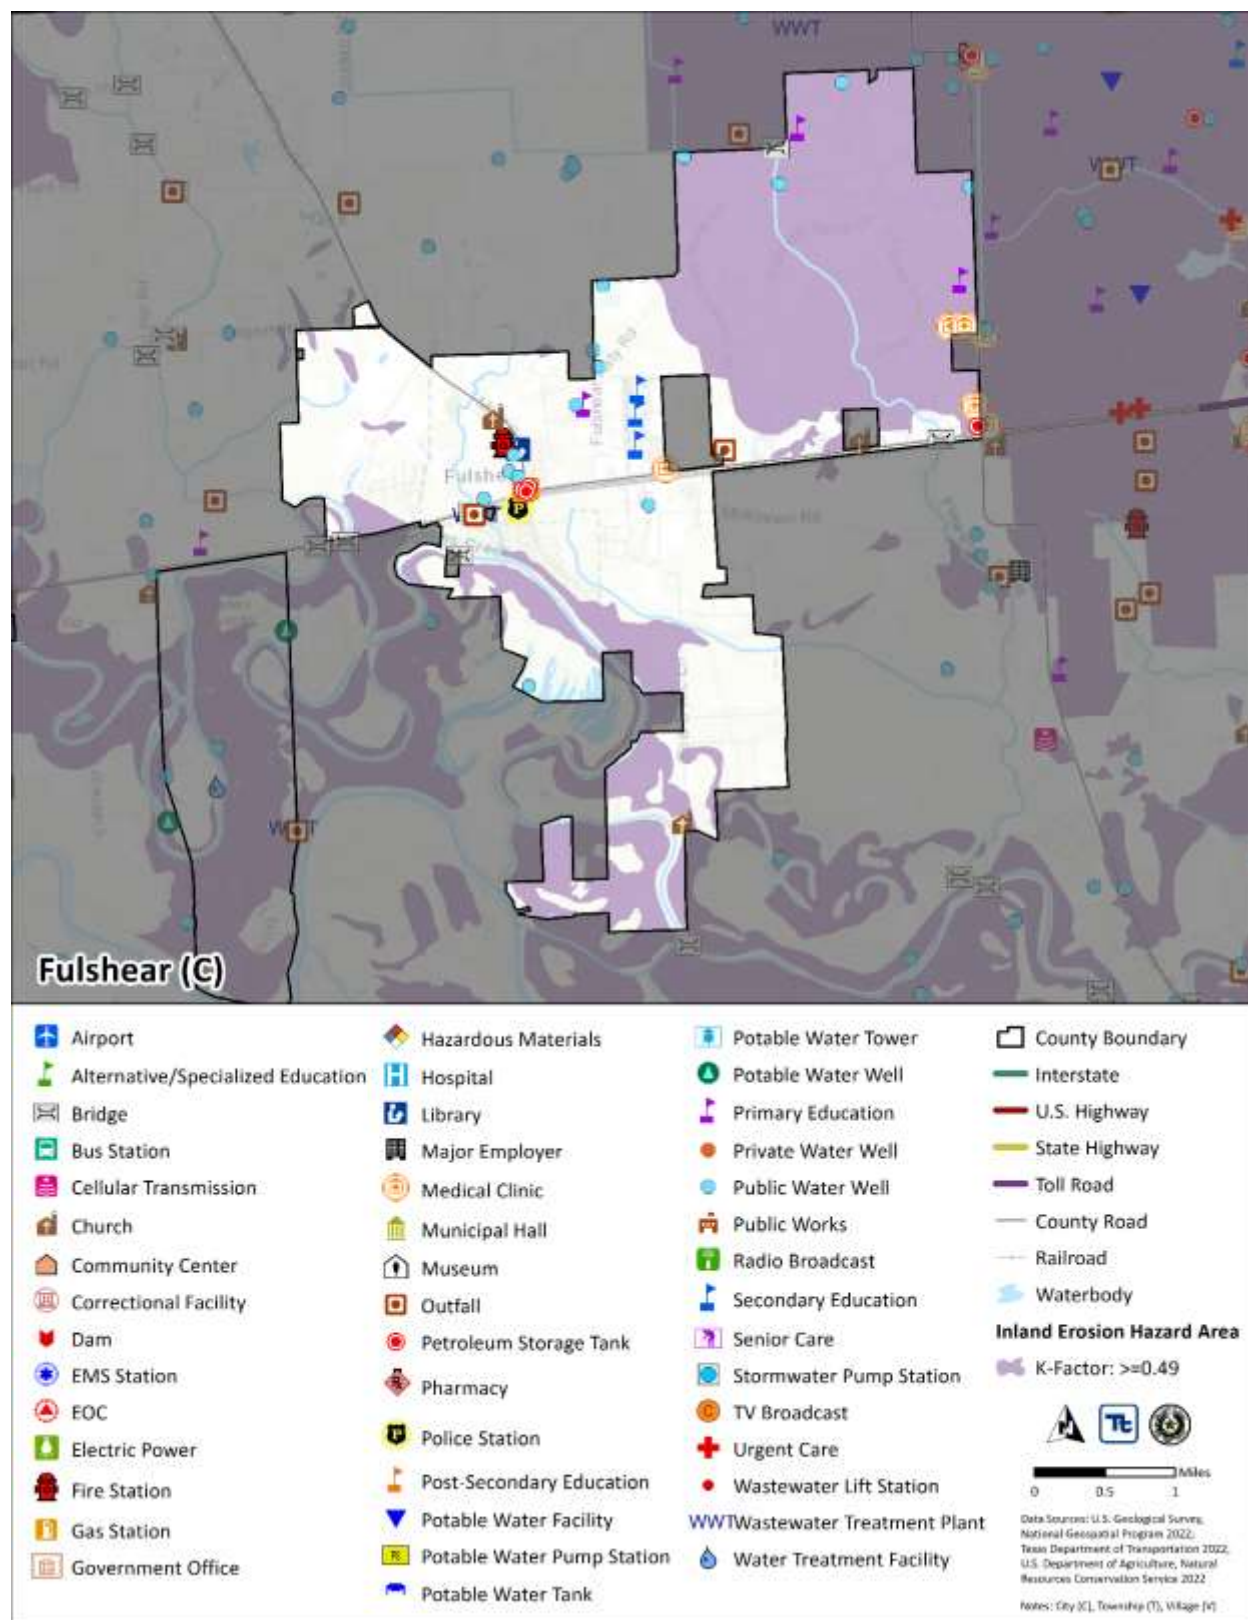 WWT
WWT
Fulshear
WWT
Fulshear (C)
Airport
Alternative/Specialized Education
Bridge
Bus Station
Cellular Transmission
Church
Community Center
Correctional Facility
Dam
EMS Station
EOC
Electric Power
Fire Station
Gas Station
Government Office
Hazardous Materials
Hospital
Library
Major Employer
Medical Clinic
Municipal Hall
Museum
Outfall
Petroleum Storage Tank
Pharmacy
Police Station
Post-Secondary Education
Potable Water Facility
Potable Water Pump Station
Potable Water Tank
Potable Water Tower
Potable Water Well
Primary Education
Private Water Well
Public Water Well
Public Works
Radio Broadcast
Secondary Education
Senior Care
Stormwater Pump Station
TV Broadcast
Urgent Care
Wastewater Lift Station
WWT Wastewater Treatment Plant
Water Treatment Facility
County Boundary
Interstate
U.S. Highway
State Highway
Toll Road
County Road
Railroad
Waterbody
Inland Erosion Hazard Area
K-Factor: >=0.49
Miles
0 0.5 1
Data Sources: U.S. Geological Survey,
National Geospatial Program 2022;
Texas Department of Transportation 2022,
U.S. Department of Agriculture, Natural
Resources Conservation Service 2022
Notes: City (C), Township (T), Village (V)